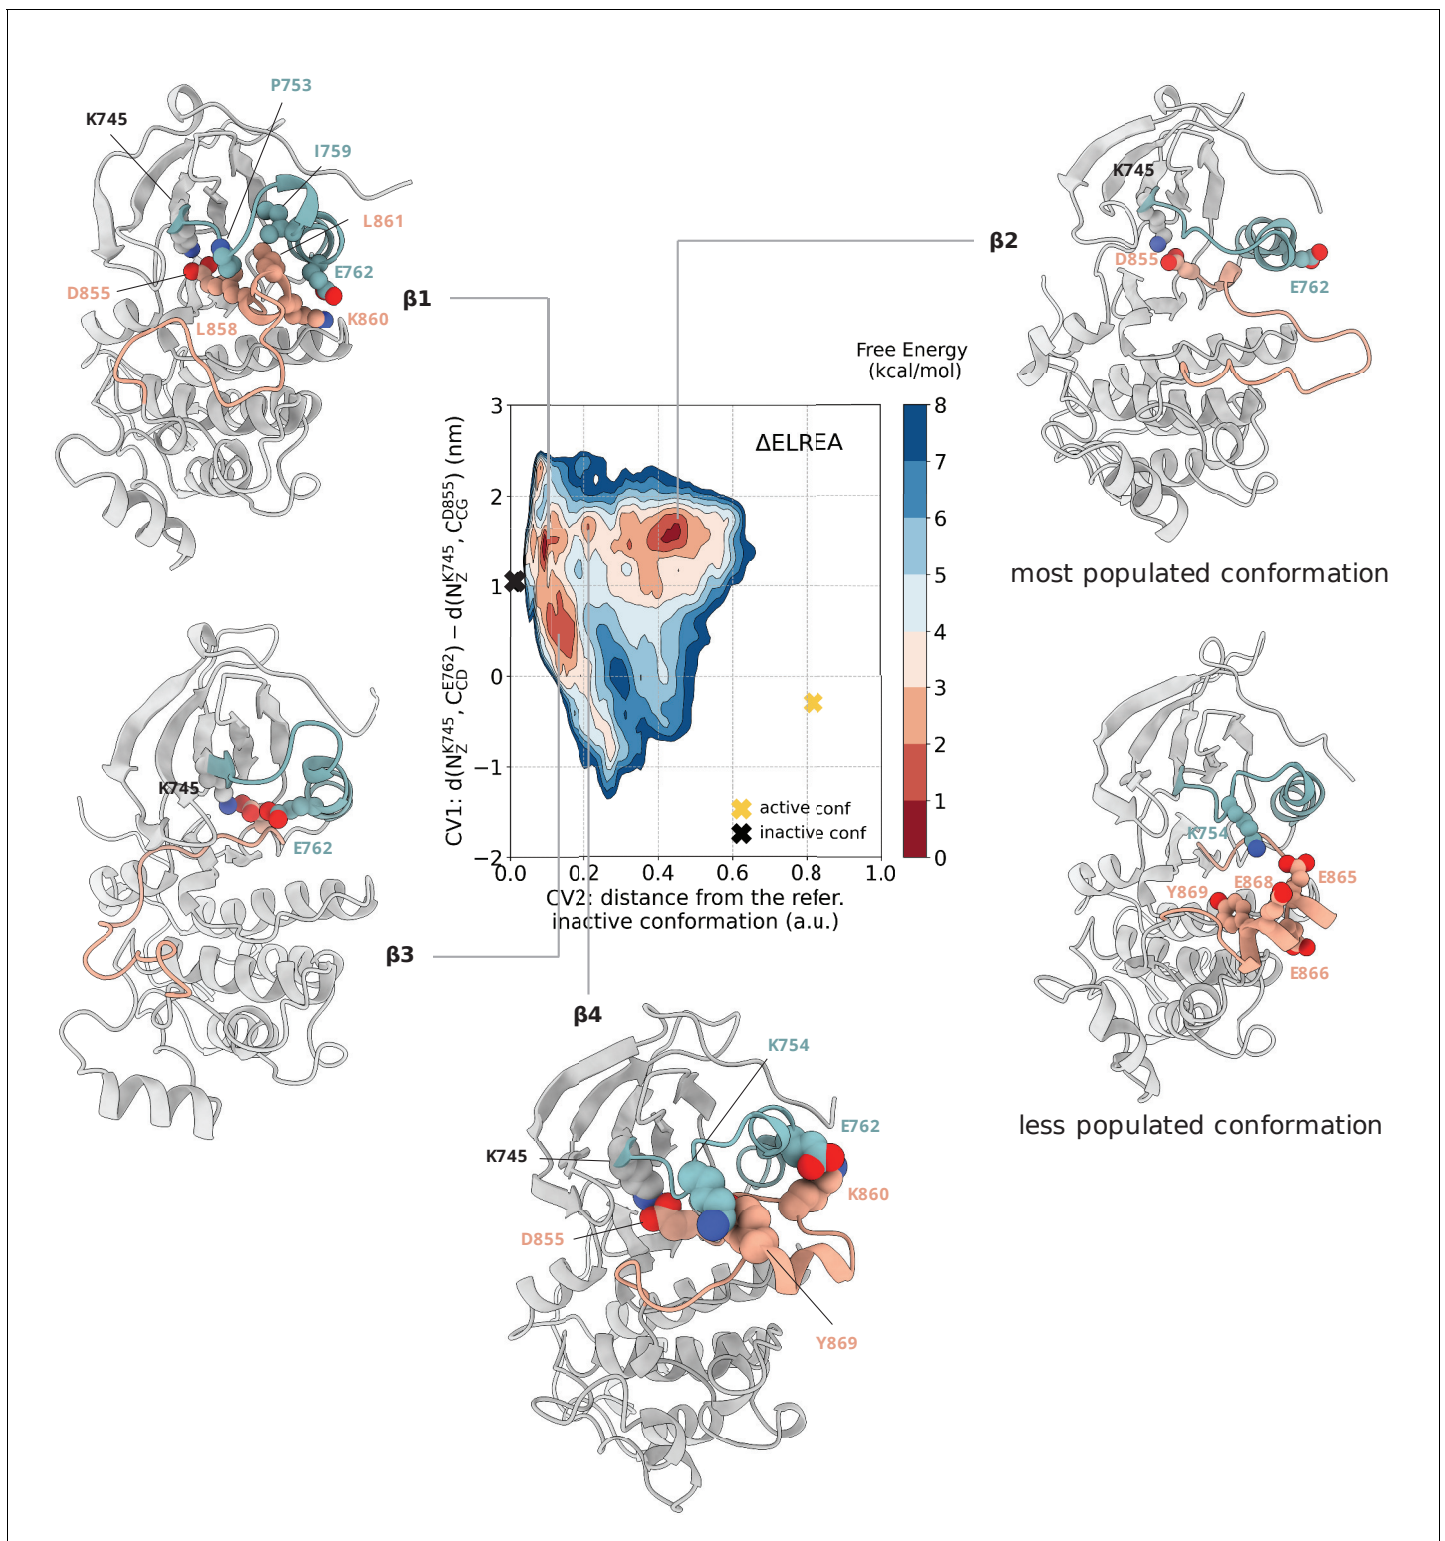 P753
K745
I759
L861
E762
D855
L858
K860
β1
K745
D855
E762
β2
most populated conformation
Free Energy
(kcal/mol)
ΔELREA
CV1: d(N_Z^K745, C_CD^E762) − d(N_Z^K745, C_CG^D855) (nm)
3
2
1
0
−1
−2
0.0
0.2
0.4
0.6
0.8
1.0
CV2: distance from the refer.
inactive conformation (a.u.)
active conf
inactive conf
8
7
6
5
4
3
2
1
0
K745
E762
β3
K754
Y869
E868
E865
E866
less populated conformation
β4
K754
E762
K745
K860
D855
Y869